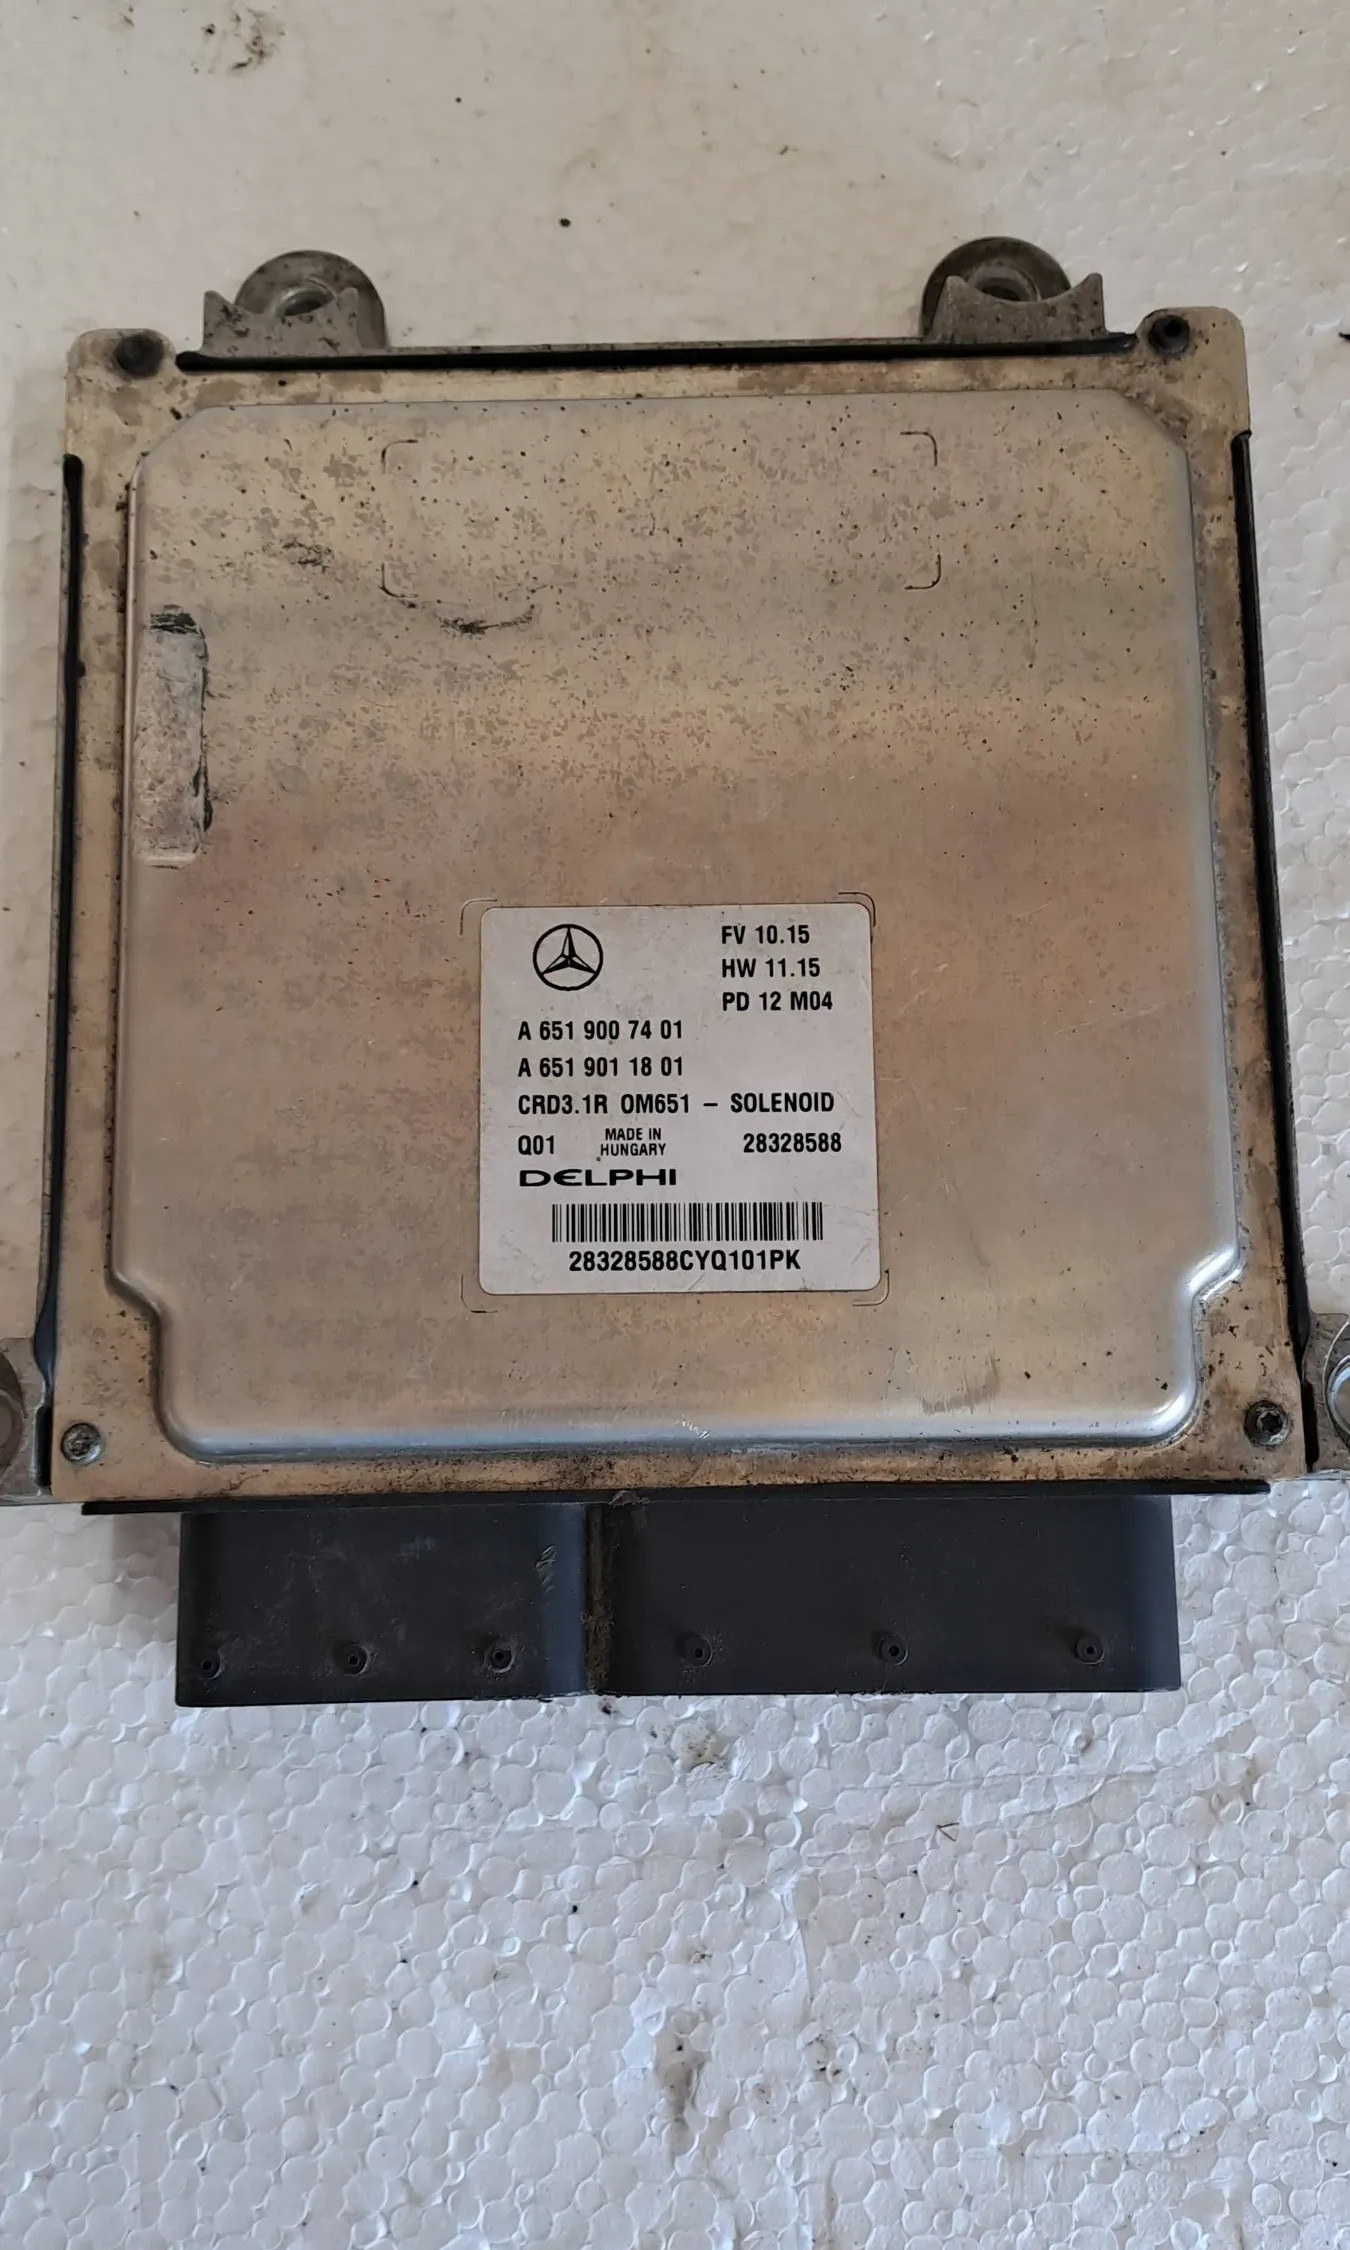 FV 10.15
HW 11.15
PD 12 M04
A 651 900 74 01
A 651 901 18 01
CRD3.1R OM651 – SOLENOID
Q01 MADE IN HUNGARY 28328588
DELPHI
28328588CYQ101PK